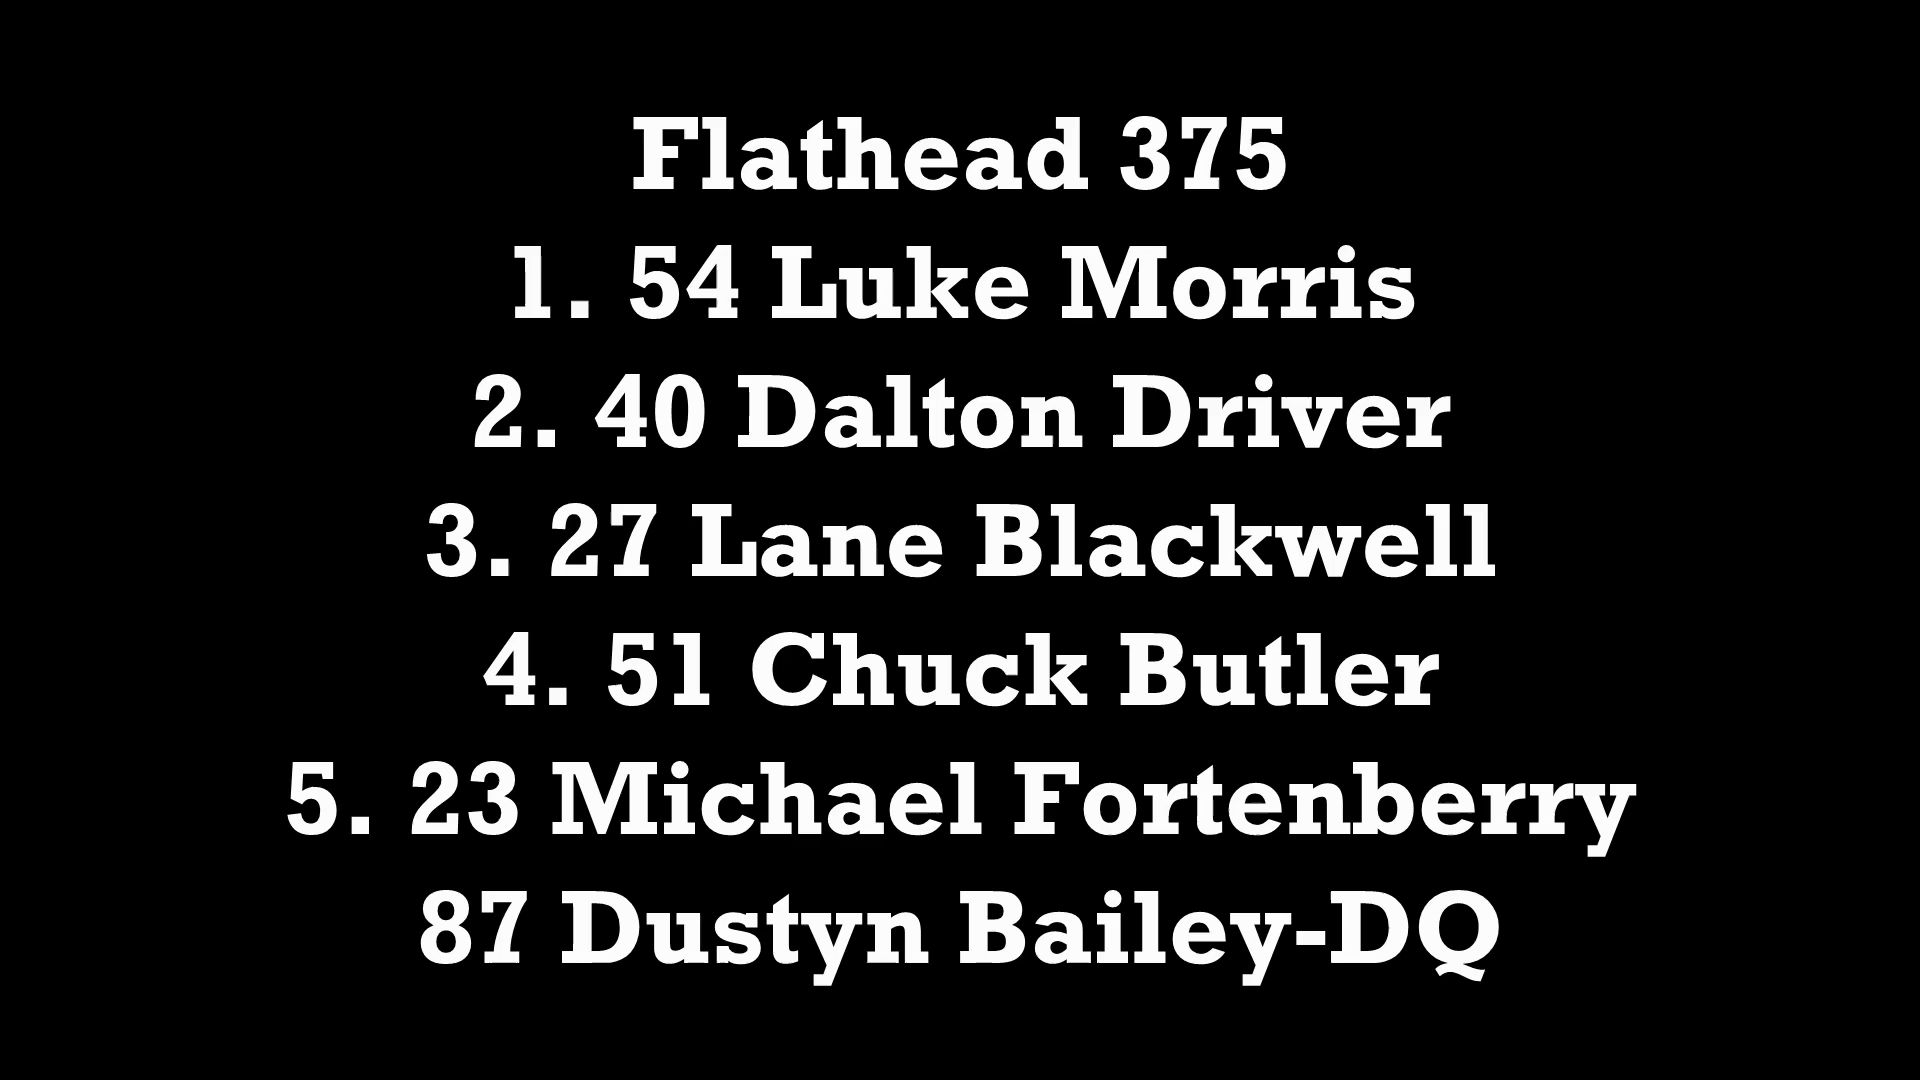 Flathead 375
1. 54 Luke Morris
2. 40 Dalton Driver
3. 27 Lane Blackwell
4. 51 Chuck Butler
5. 23 Michael Fortenberry
87 Dustyn Bailey-DQ